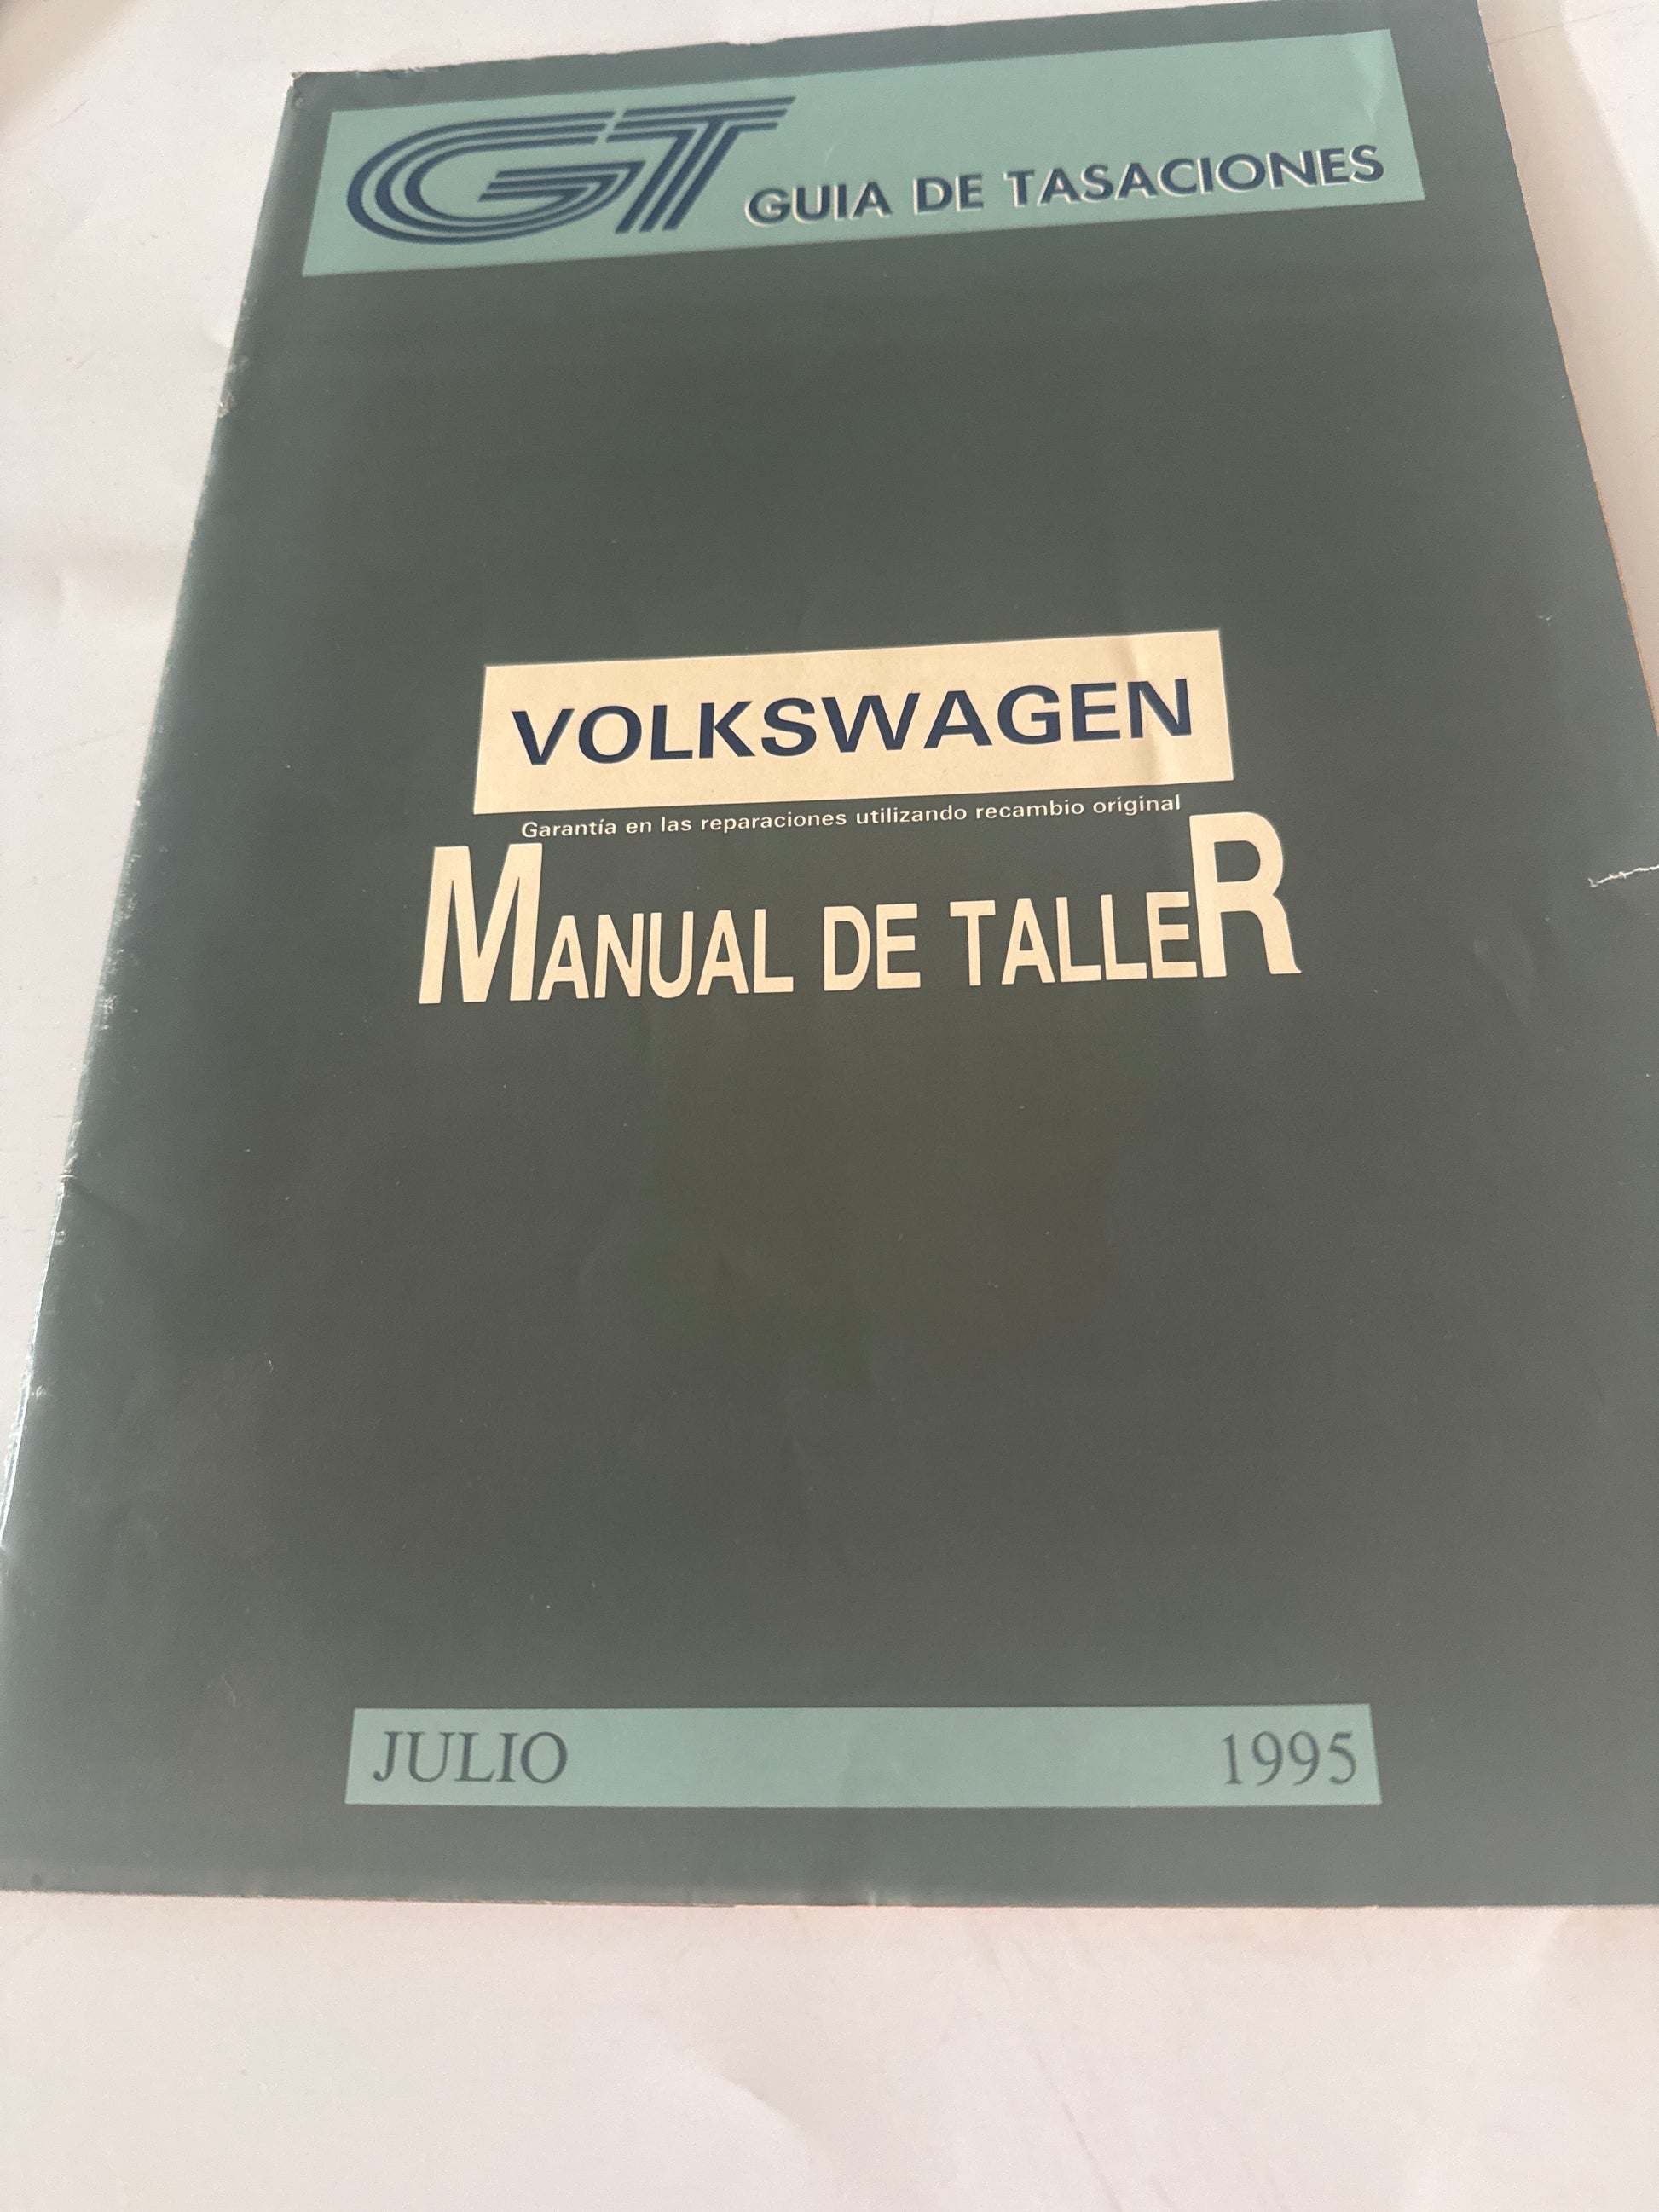 GT GUIA DE TASACIONES
VOLKSWAGEN
Garantía en las reparaciones utilizando recambio original
MANUAL DE TALLER
JULIO 1995